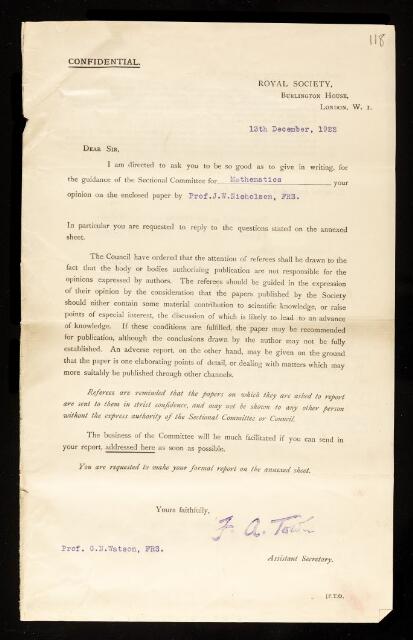 118
CONFIDENTIAL.
ROYAL SOCIETY,
BURLINGTON HOUSE,
LONDON, W. 1.
13th December, 1922
DEAR SIR,
I am directed to ask you to be so good as to give in writing, for
the guidance of the Sectional Committee for Mathematics your
opinion on the enclosed paper by Prof.J.W.Nicholson, FRS.
In particular you are requested to reply to the questions stated on the annexed
sheet.
The Council have ordered that the attention of referees shall be drawn to the
fact that the body or bodies authorising publication are not responsible for the
opinions expressed by authors. The referees should be guided in the expression
of their opinion by the consideration that the papers published by the Society
should either contain some material contribution to scientific knowledge, or raise
points of especial interest, the discussion of which is likely to lead to an advance
of knowledge. If these conditions are fulfilled, the paper may be recommended
for publication, although the conclusions drawn by the author may not be fully
established. An adverse report, on the other hand, may be given on the ground
that the paper is one elaborating points of detail, or dealing with matters which may
more suitably be published through other channels.
Referees are reminded that the papers on which they are asked to report
are sent to them in strict confidence, and may not be shown to any other person
without the express authority of the Sectional Committee or Council.
The business of the Committee will be much facilitated if you can send in
your report, addressed here as soon as possible.
You are requested to make your formal report on the annexed sheet.
Yours faithfully,
F. A. Towle
Prof. G.N.Watson, FRS.
Assistant Secretary.
[P.T.O.